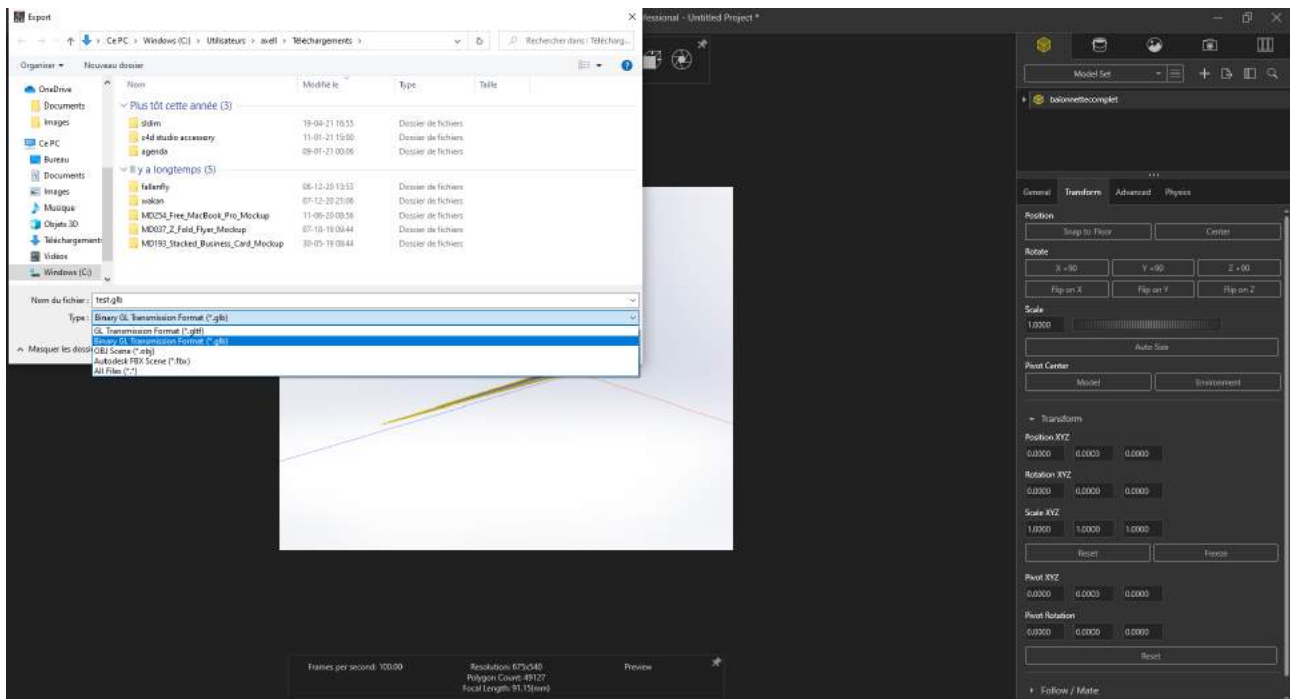 Export
fessional - Untitled Project *
Ce PC > Windows (C:) > Utilisateurs > axell > Téléchargements >
Rechercher dans : Télécharg...
Organiser
Nouveau dossier
Nom
Modifié le
Type
Taille
OneDrive
Documents
Images
Ce PC
Bureau
Documents
Images
Musique
Objets 3D
Téléchargement
Vidéos
Windows (C:)
Plus tôt cette année (3)
sldim 19-04-21 16:55 Dossier de fichiers
c4d studio accessory 11-01-21 15:00 Dossier de fichiers
agenda 09-01-21 00:06 Dossier de fichiers
Il y a longtemps (5)
fallenfly 06-12-20 13:53 Dossier de fichiers
wakan 07-12-20 21:06 Dossier de fichiers
MD254_Free_MacBook_Pro_Mockup 11-06-20 08:56 Dossier de fichiers
MD037_Z_Fold_Flyer_Mockup 07-10-19 09:44 Dossier de fichiers
MD193_Stacked_Business_Card_Mockup 30-05-19 08:44 Dossier de fichiers
Nom du fichier : test.glb
Type : Binary GL Transmission Format (*.glb)
GL Transmission Format (*.gltf)
Binary GL Transmission Format (*.glb)
OBJ Scene (*.obj)
Autodesk FBX Scene (*.fbx)
All Files (*.*)
Masquer les dossi
Frames per second: 100.00
Resolution: 675x540
Polygon Count: 49127
Focal Length: 91.15(mm)
Preview
Model Set
baïonnettecomplet
General Transform Advanced Physics
Position
Snap to Floor Center
Rotate
X +90 Y +90 Z +90
Flip on X Flip on Y Flip on Z
Scale
1.0000
Auto Size
Pivot Center
Model Environment
Transform
Position XYZ
0.0000 0.0000 0.0000
Rotation XYZ
0.0000 0.0000 0.0000
Scale XYZ
1.0000 1.0000 1.0000
Reset Freeze
Pivot XYZ
0.0000 0.0000 0.0000
Pivot Rotation
0.0000 0.0000 0.0000
Reset
Follow / Mate